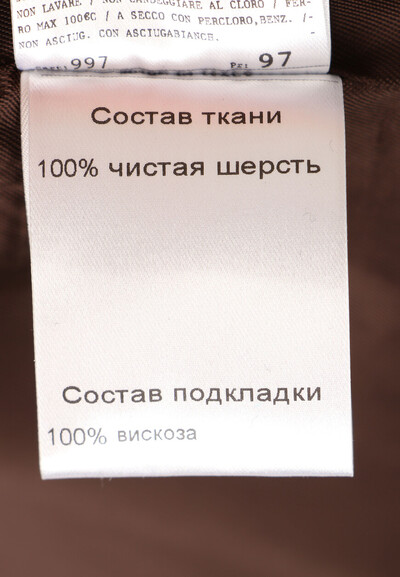 NON LAVARE / NON CANDEGGIARE AL CLORO / FER-
RO MAX 100€C / A SECCO CON PERCLORO,BENZ. /-
NON ASCIUG. CON ASCIUGABIANCH. -
997 97
Состав ткани
100% чистая шерсть
Состав подкладки
100% вискоза